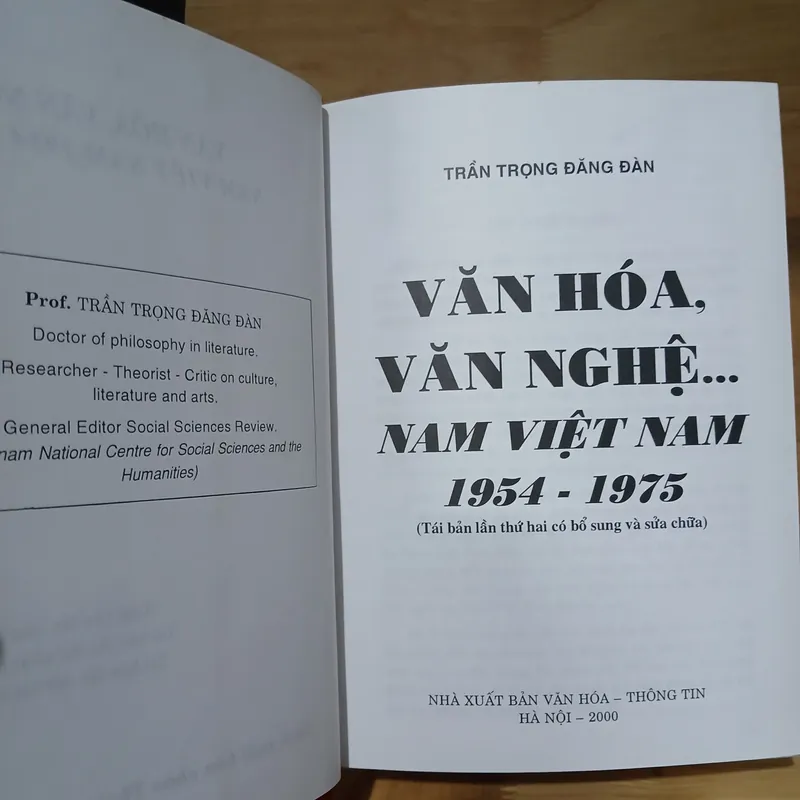 Prof. TRẦN TRỌNG ĐĂNG ĐÀN
Doctor of philosophy in literature.
Researcher - Theorist - Critic on culture,
literature and arts.
General Editor Social Sciences Review.
National Centre for Social Sciences and the
Humanities)
TRẦN TRỌNG ĐĂNG ĐÀN
VĂN HÓA,
VĂN NGHỆ...
NAM VIỆT NAM
1954 - 1975
(Tái bản lần thứ hai có bổ sung và sửa chữa)
NHÀ XUẤT BẢN VĂN HÓA – THÔNG TIN
HÀ NỘI – 2000